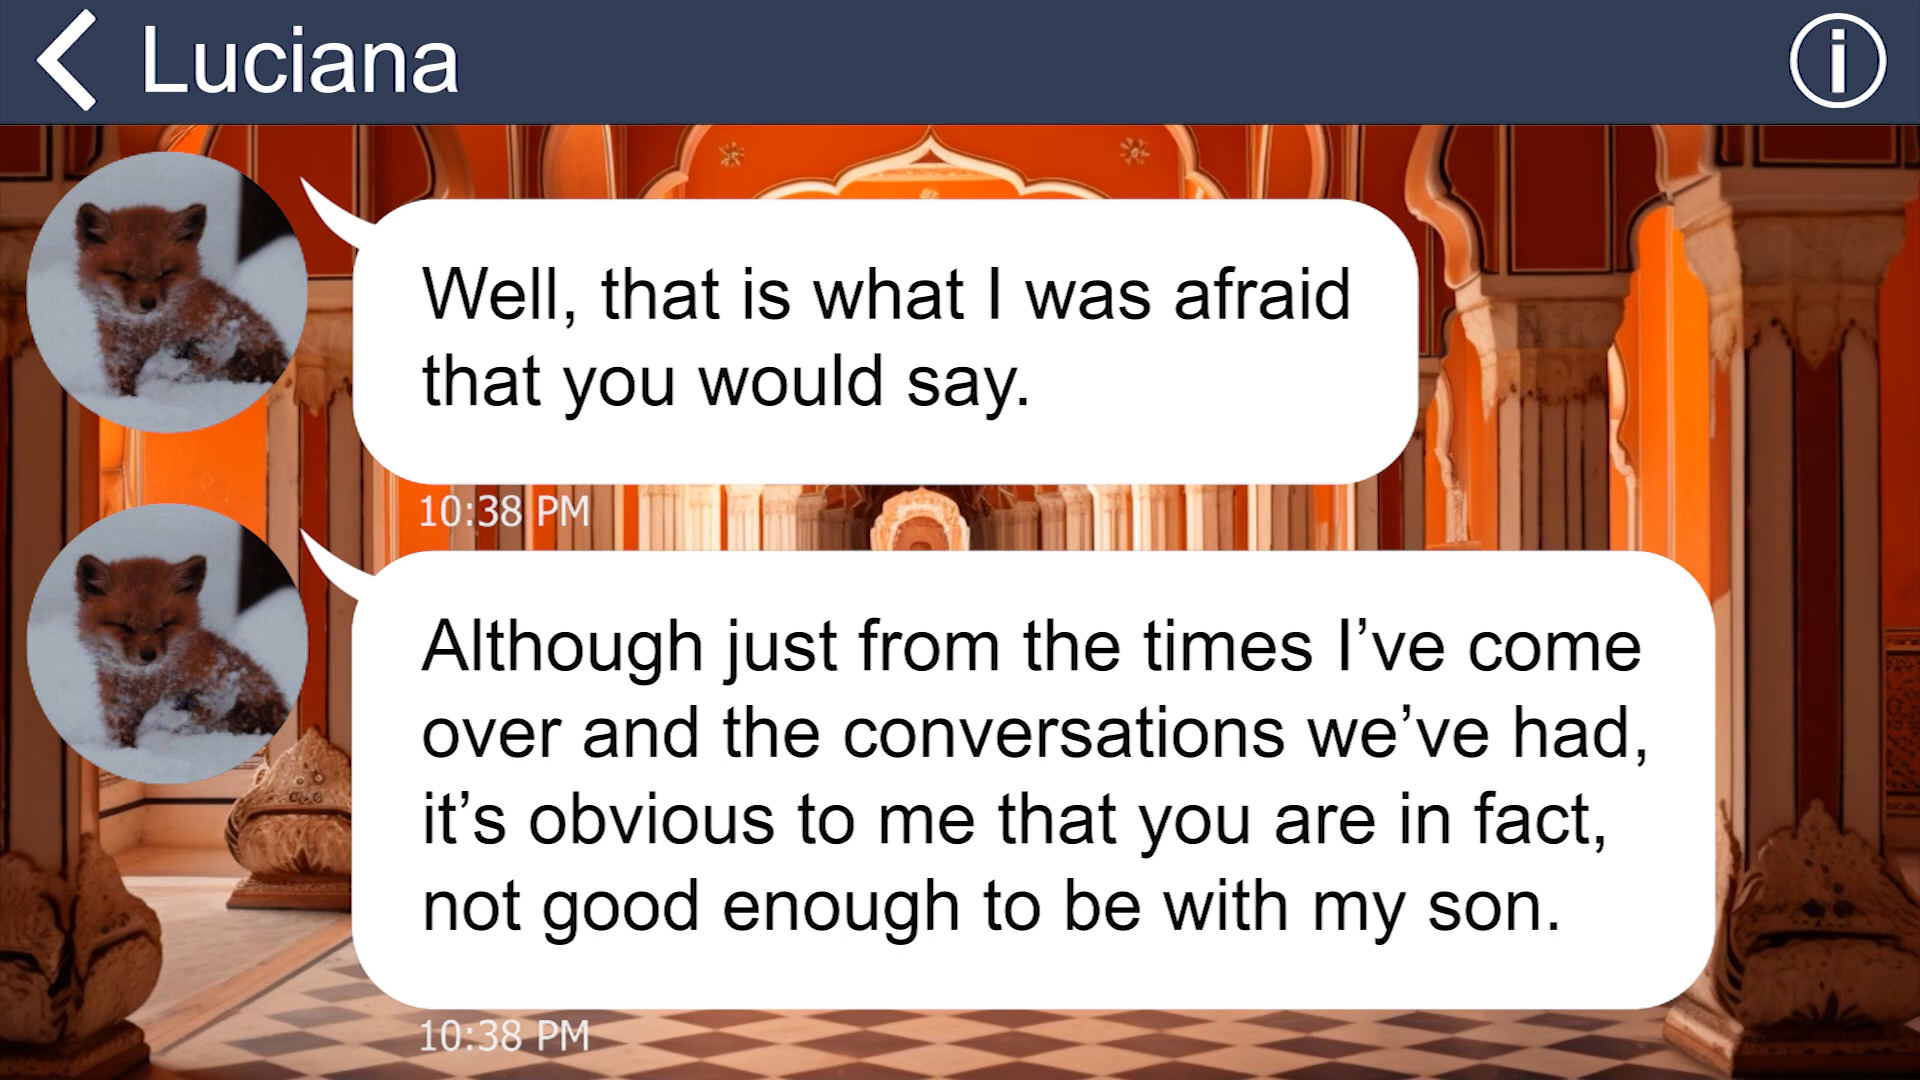 Luciana
Well, that is what I was afraid
that you would say.
10:38 PM
Although just from the times I’ve come
over and the conversations we’ve had,
it’s obvious to me that you are in fact,
not good enough to be with my son.
10:38 PM